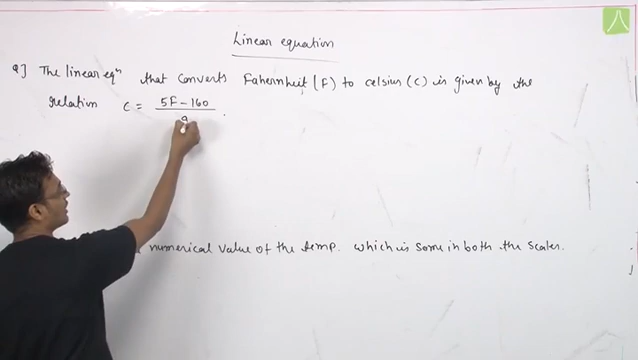 Linear equation
Q] The linear eqn that converts Fahernheit (F) to celsius (C) is given by the
relation C = 5F - 160 / 9 .
numerical value of the temp. which is same in both the scales.